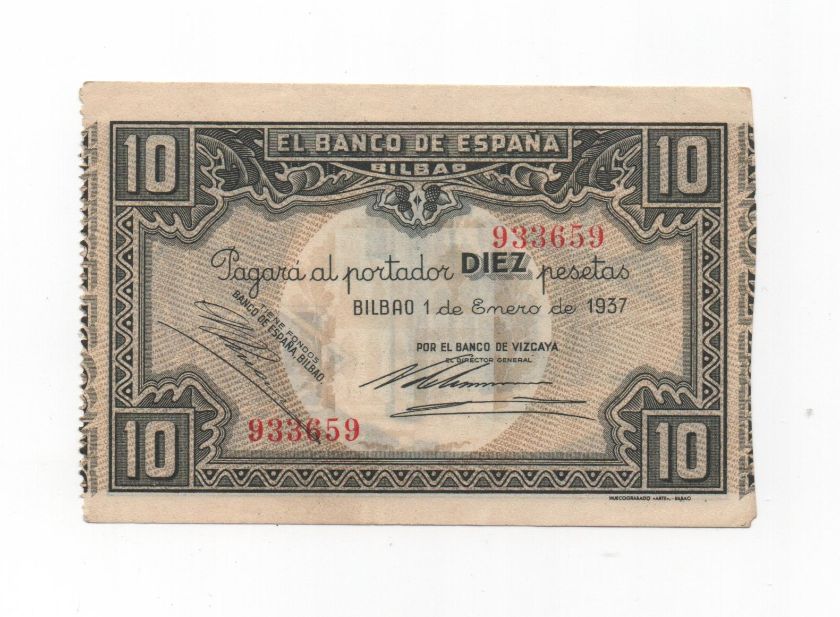 10 EL BANCO DE ESPAÑA 10
BILBAO
933659
Pagará al portador DIEZ pesetas
BILBAO 1 de Enero de 1937
TIENE FONDOS
BANCO DE ESPAÑA, BILBAO
POR EL BANCO DE VIZCAYA
EL DIRECTOR GENERAL
933659
10 10
HUECOGRABADO «ARTE».-BILBAO